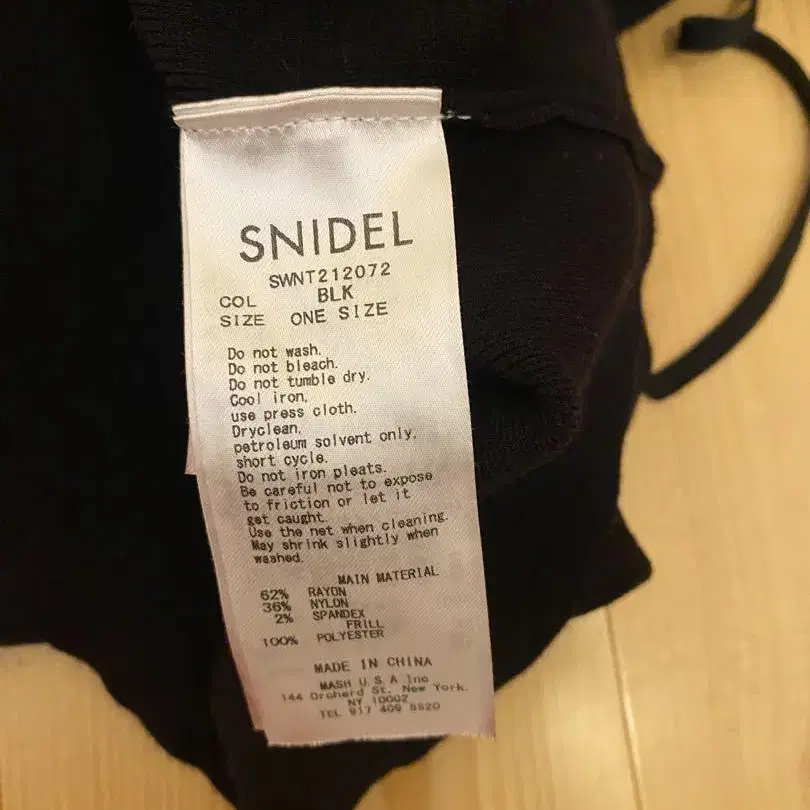 SNIDEL
SWNT212072
COL BLK
SIZE ONE SIZE
Do not wash.
Do not bleach.
Do not tumble dry.
Cool iron,
use press cloth.
Dryclean,
petroleum solvent only,
short cycle.
Do not iron pleats.
Be careful not to expose
to friction or let it
get caught.
Use the net when cleaning.
May shrink slightly when
washed.
MAIN MATERIAL
62% RAYON
36% NYLON
2% SPANDEX
FRILL
100% POLYESTER
MADE IN CHINA
MASH U.S.A Inc
144 Orchard St. New York.
NY 10002
TEL 917 409 5520